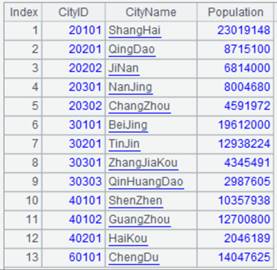 Index CityID CityName Population
1 20101 ShangHai 23019148
2 20201 QingDao 8715100
3 20202 JiNan 6814000
4 20301 NanJing 8004680
5 20302 ChangZhou 4591972
6 30101 BeiJing 19612000
7 30201 TinJin 12938224
8 30301 ZhangJiaKou 4345491
9 30303 QinHuangDao 2987605
10 40101 ShenZhen 10357938
11 40102 GuangZhou 12700800
12 40201 HaiKou 2046189
13 60101 ChengDu 14047625